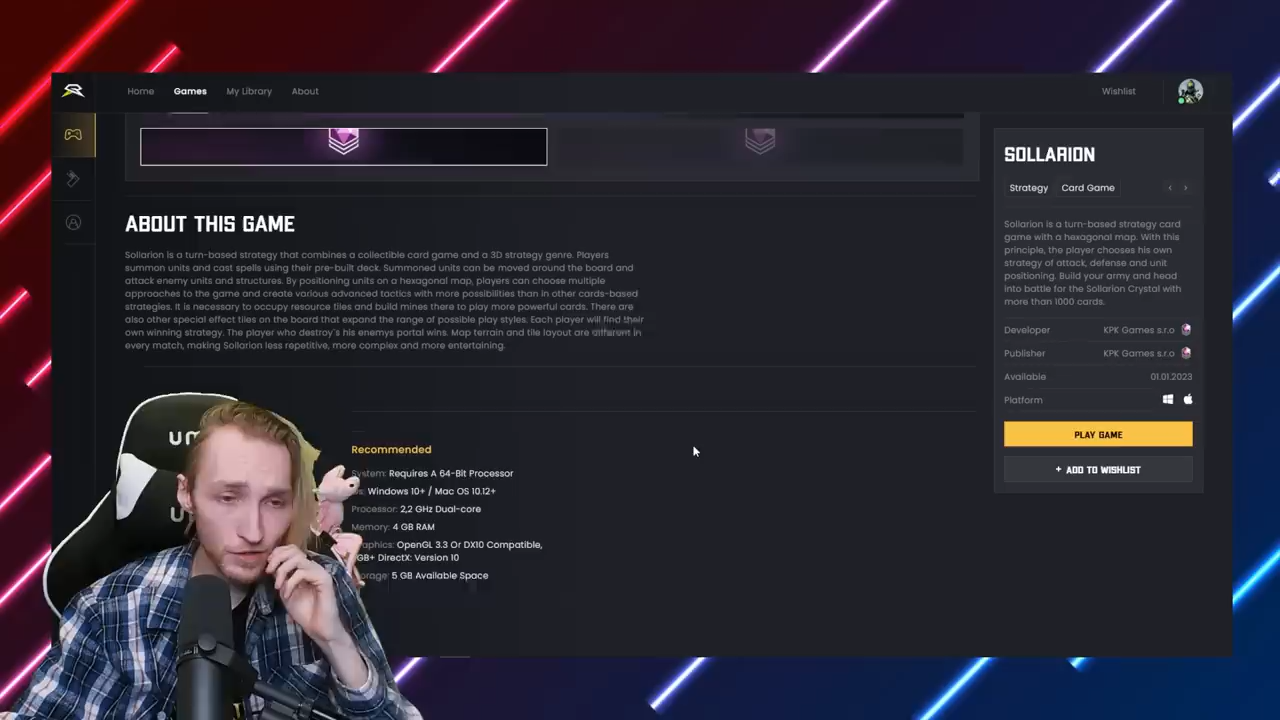 Home
Games
My Library
About
Wishlist
ABOUT THIS GAME
Sollarion is a turn-based strategy that combines a collectible card game and a 3D strategy genre. Players
summon units and cast spells using their pre-built deck. Summoned units can be moved around the board and
attack enemy units and structures. By positioning units on a hexagonal map, players can choose multiple
approaches to the game and create various advanced tactics with more possibilities than in other cards-based
strategies. It is necessary to occupy resource tiles and build mines there to play more powerful cards. There are
also other special effect tiles on the board that expand the range of possible play styles. Each player will find their
own winning strategy. The player who destroy's his enemys portal wins. Map terrain and tile layout are different in
every match, making Sollarion less repetitive, more complex and more entertaining.
Recommended
System: Requires A 64-Bit Processor
Windows 10+ / Mac OS 10.12+
Processor: 2,2 GHz Dual-core
Memory: 4 GB RAM
OpenGL 3.3 Or DX10 Compatible,
GB+ DirectX: Version 10
5 GB Available Space
SOLLARION
Strategy
Card Game
Sollarion is a turn-based strategy card
game with a hexagonal map. With this
principle, the player chooses his own
strategy of attack, defense and unit
positioning. Build your army and head
into battle for the Sollarion Crystal with
more than 1000 cards.
Developer
KPK Games s.r.o
Publisher
KPK Games s.r.o
Available
01.01.2023
Platform
PLAY GAME
+ ADD TO WISHLIST